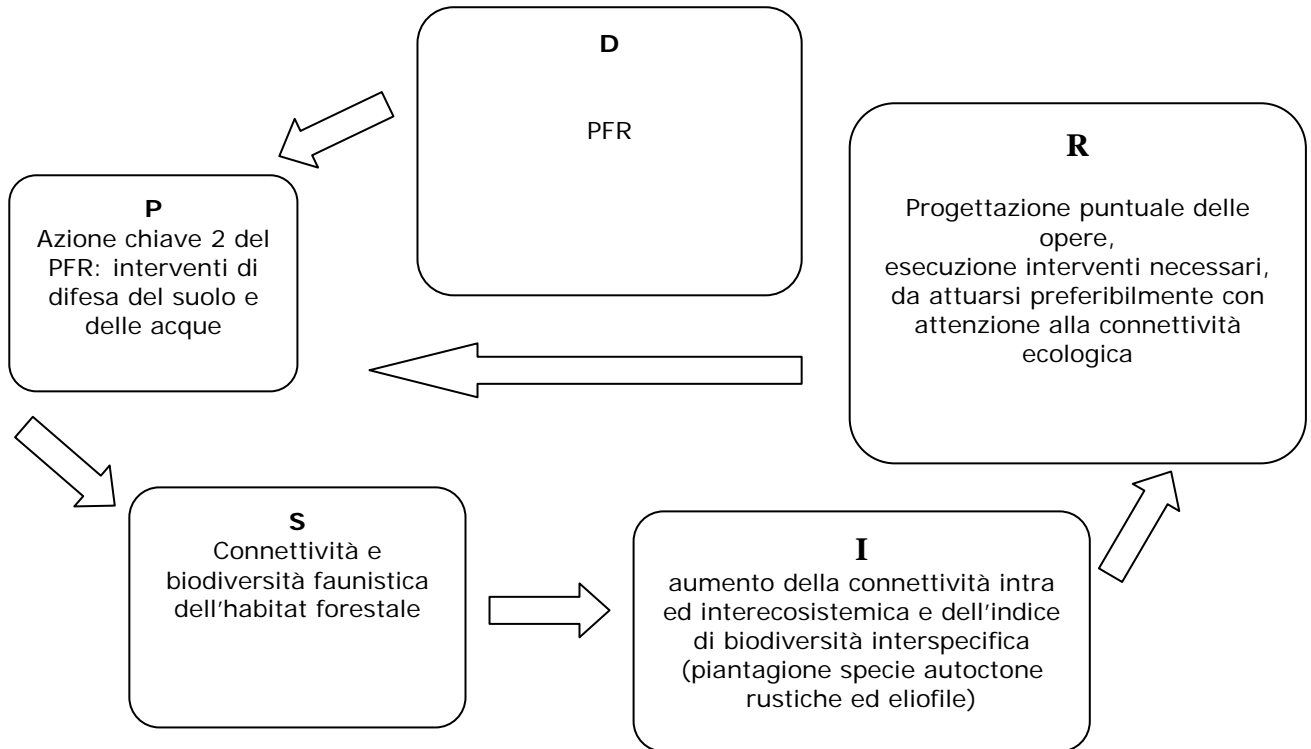 D
PFR
P
Azione chiave 2 del
PFR: interventi di
difesa del suolo e
delle acque
S
Connettività e
biodiversità faunistica
dell'habitat forestale
I
aumento della connettività intra
ed interecosistemica e dell'indice
di biodiversità interspecifica
(piantagione specie autoctone
rustiche ed eliofile)
R
Progettazione puntuale delle
opere,
esecuzione interventi necessari,
da attuarsi preferibilmente con
attenzione alla connettività
ecologica